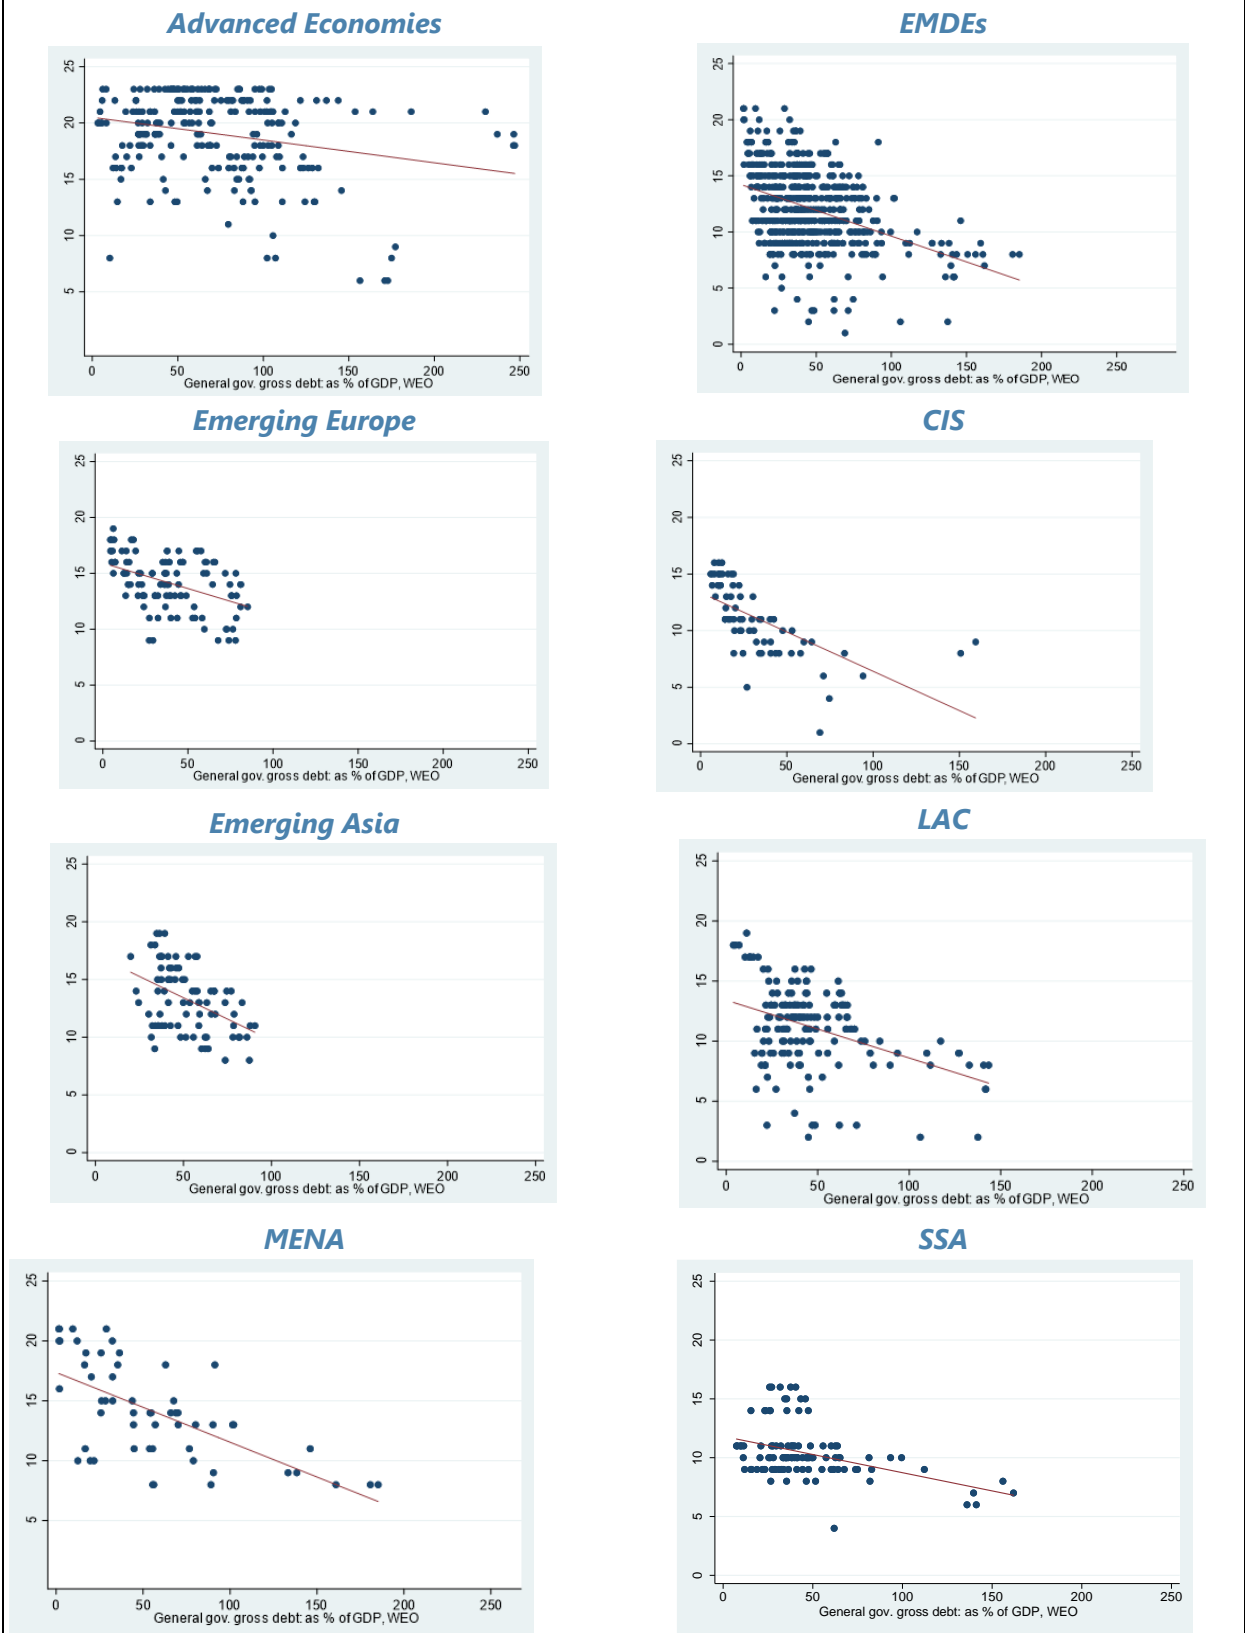 Advanced Economies
25
20
15
10
5
0 50 100 150 200 250
General gov. gross debt: as % of GDP, WEO
EMDEs
25
20
15
10
5
0
0 50 100 150 200 250
General gov. gross debt: as % of GDP, WEO
Emerging Europe
25
20
15
10
5
0
0 50 100 150 200 250
General gov. gross debt: as % of GDP, WEO
CIS
25
20
15
10
5
0
0 50 100 150 200 250
General gov. gross debt: as % of GDP, WEO
Emerging Asia
25
20
15
10
5
0
0 50 100 150 200 250
General gov. gross debt: as % of GDP, WEO
LAC
25
20
15
10
5
0
0 50 100 150 200 250
General gov. gross debt: as % of GDP, WEO
MENA
25
20
15
10
5
0 50 100 150 200 250
General gov. gross debt: as % of GDP, WEO
SSA
25
20
15
10
5
0
0 50 100 150 200 250
General gov. gross debt: as % of GDP, WEO